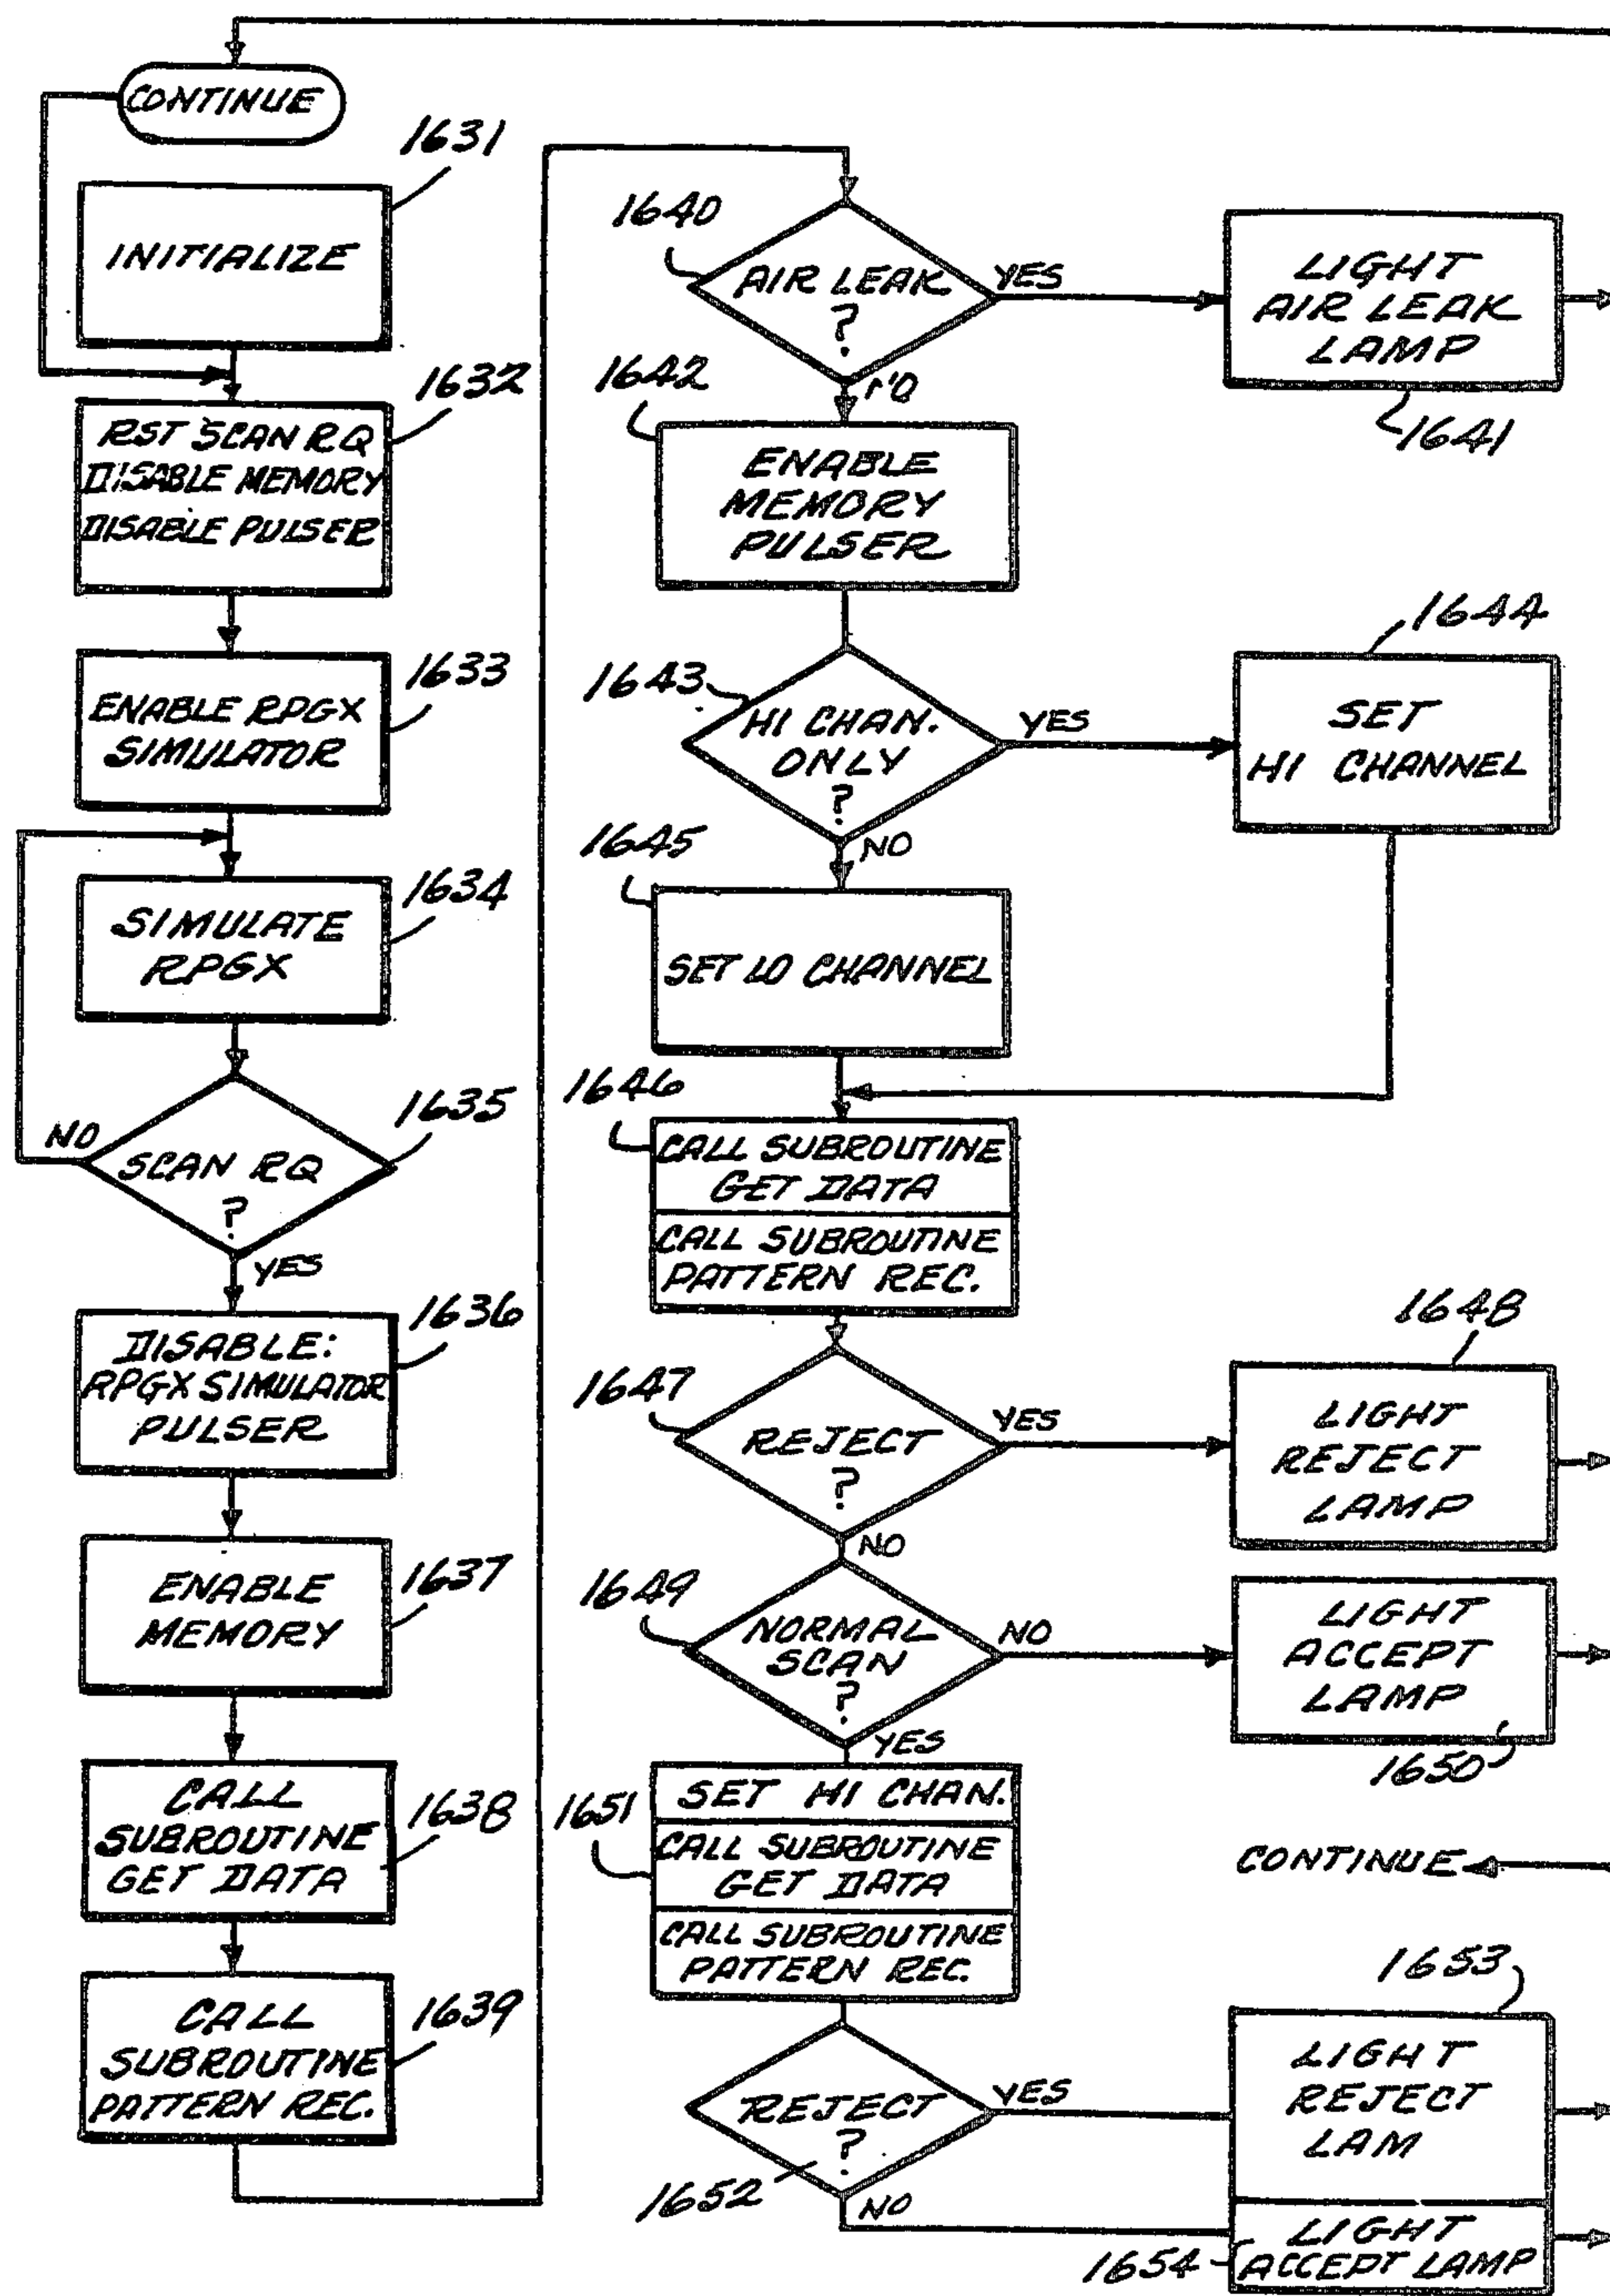 CONTINUE
1631
INITIALIZE
1632
RST SCAN RQ
DISABLE MEMORY
DISABLE PULSER
1633
ENABLE RPGX
SIMULATOR
1634
SIMULATE
RPGX
1635
NO
SCAN RQ
?
YES
1636
DISABLE:
RPGX SIMULATOR
PULSER
1637
ENABLE
MEMORY
1638
CALL
SUBROUTINE
GET DATA
1639
CALL
SUBROUTINE
PATTERN REC.
1640
AIR LEAK
?
YES
NO
LIGHT
AIR LEAK
LAMP
1641
1642
ENABLE
MEMORY
PULSER
1643
HI CHAN.
ONLY
?
YES
NO
1644
SET
HI CHANNEL
1645
SET LO CHANNEL
1646
CALL SUBROUTINE
GET DATA
CALL SUBROUTINE
PATTERN REC.
1647
REJECT
?
YES
NO
1648
LIGHT
REJECT
LAMP
1649
NORMAL
SCAN
?
NO
YES
LIGHT
ACCEPT
LAMP
1650
1651
SET HI CHAN.
CALL SUBROUTINE
GET DATA
CALL SUBROUTINE
PATTERN REC.
CONTINUE
1652
REJECT
?
YES
NO
1653
LIGHT
REJECT
LAM
1654
LIGHT
ACCEPT LAMP